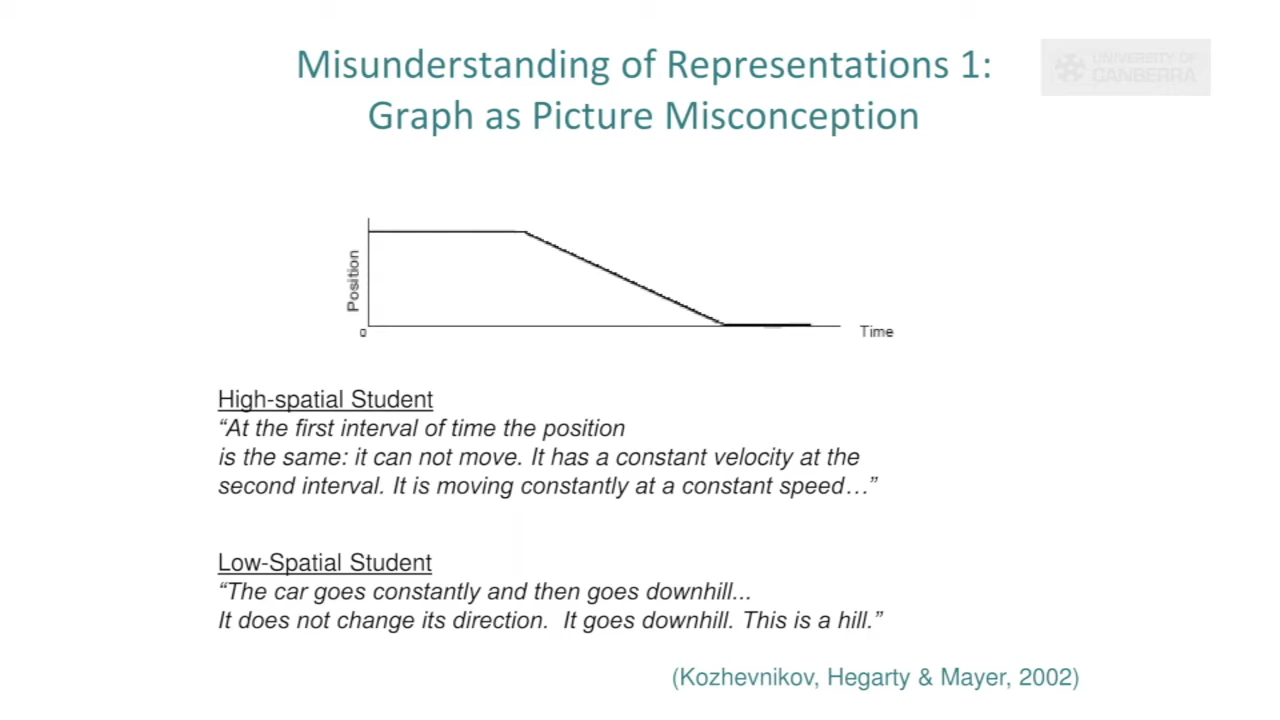 Misunderstanding of Representations 1:
Graph as Picture Misconception
UNIVERSITY OF
CANBERRA
Position
0
Time
High-spatial Student
“At the first interval of time the position
is the same: it can not move. It has a constant velocity at the
second interval. It is moving constantly at a constant speed…”
Low-Spatial Student
“The car goes constantly and then goes downhill...
It does not change its direction.  It goes downhill. This is a hill.”
(Kozhevnikov, Hegarty & Mayer, 2002)